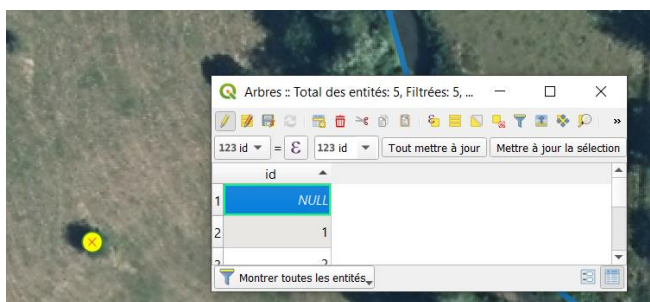 Arbres :: Total des entités: 5, Filtrées: 5, ...
123 id = ε 123 id Tout mettre à jour Mettre à jour la sélection
id
1 NULL
2 1
Montrer toutes les entités